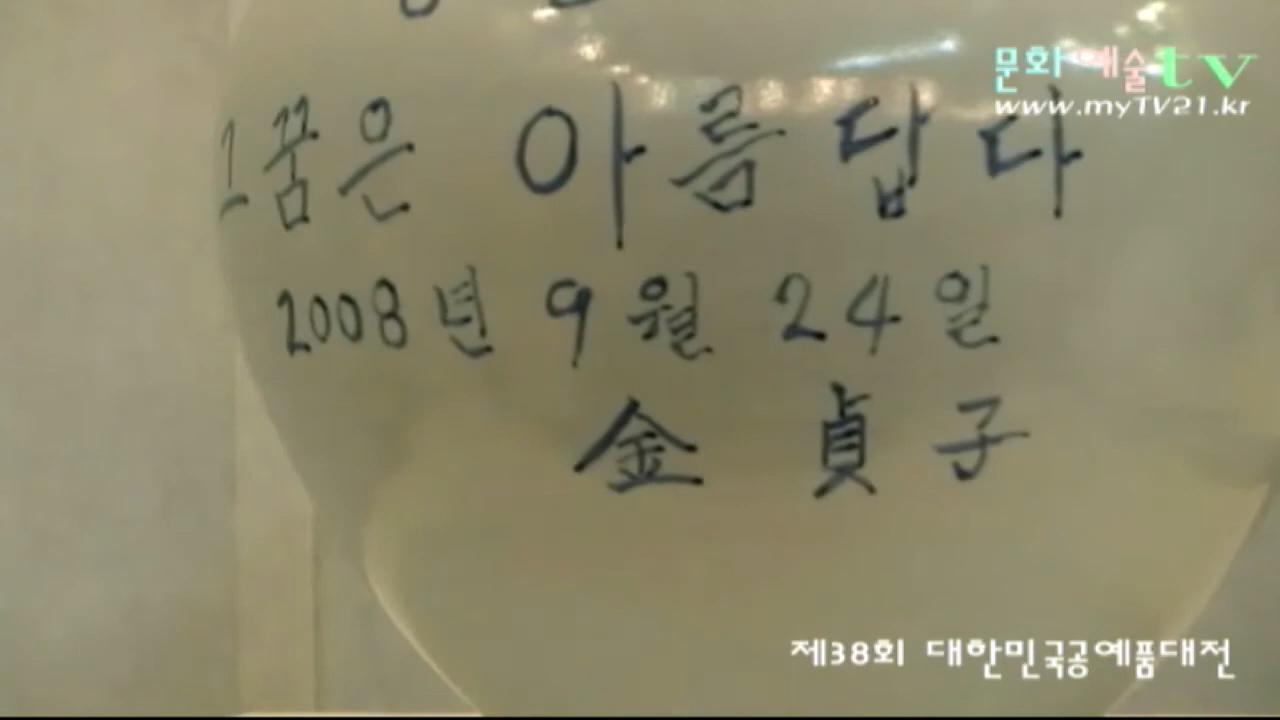 문화예술tv
www.myTV21.kr
꿈은 아름답다
2008년 9월 24일
金 貞 子
제38회 대한민국공예품대전